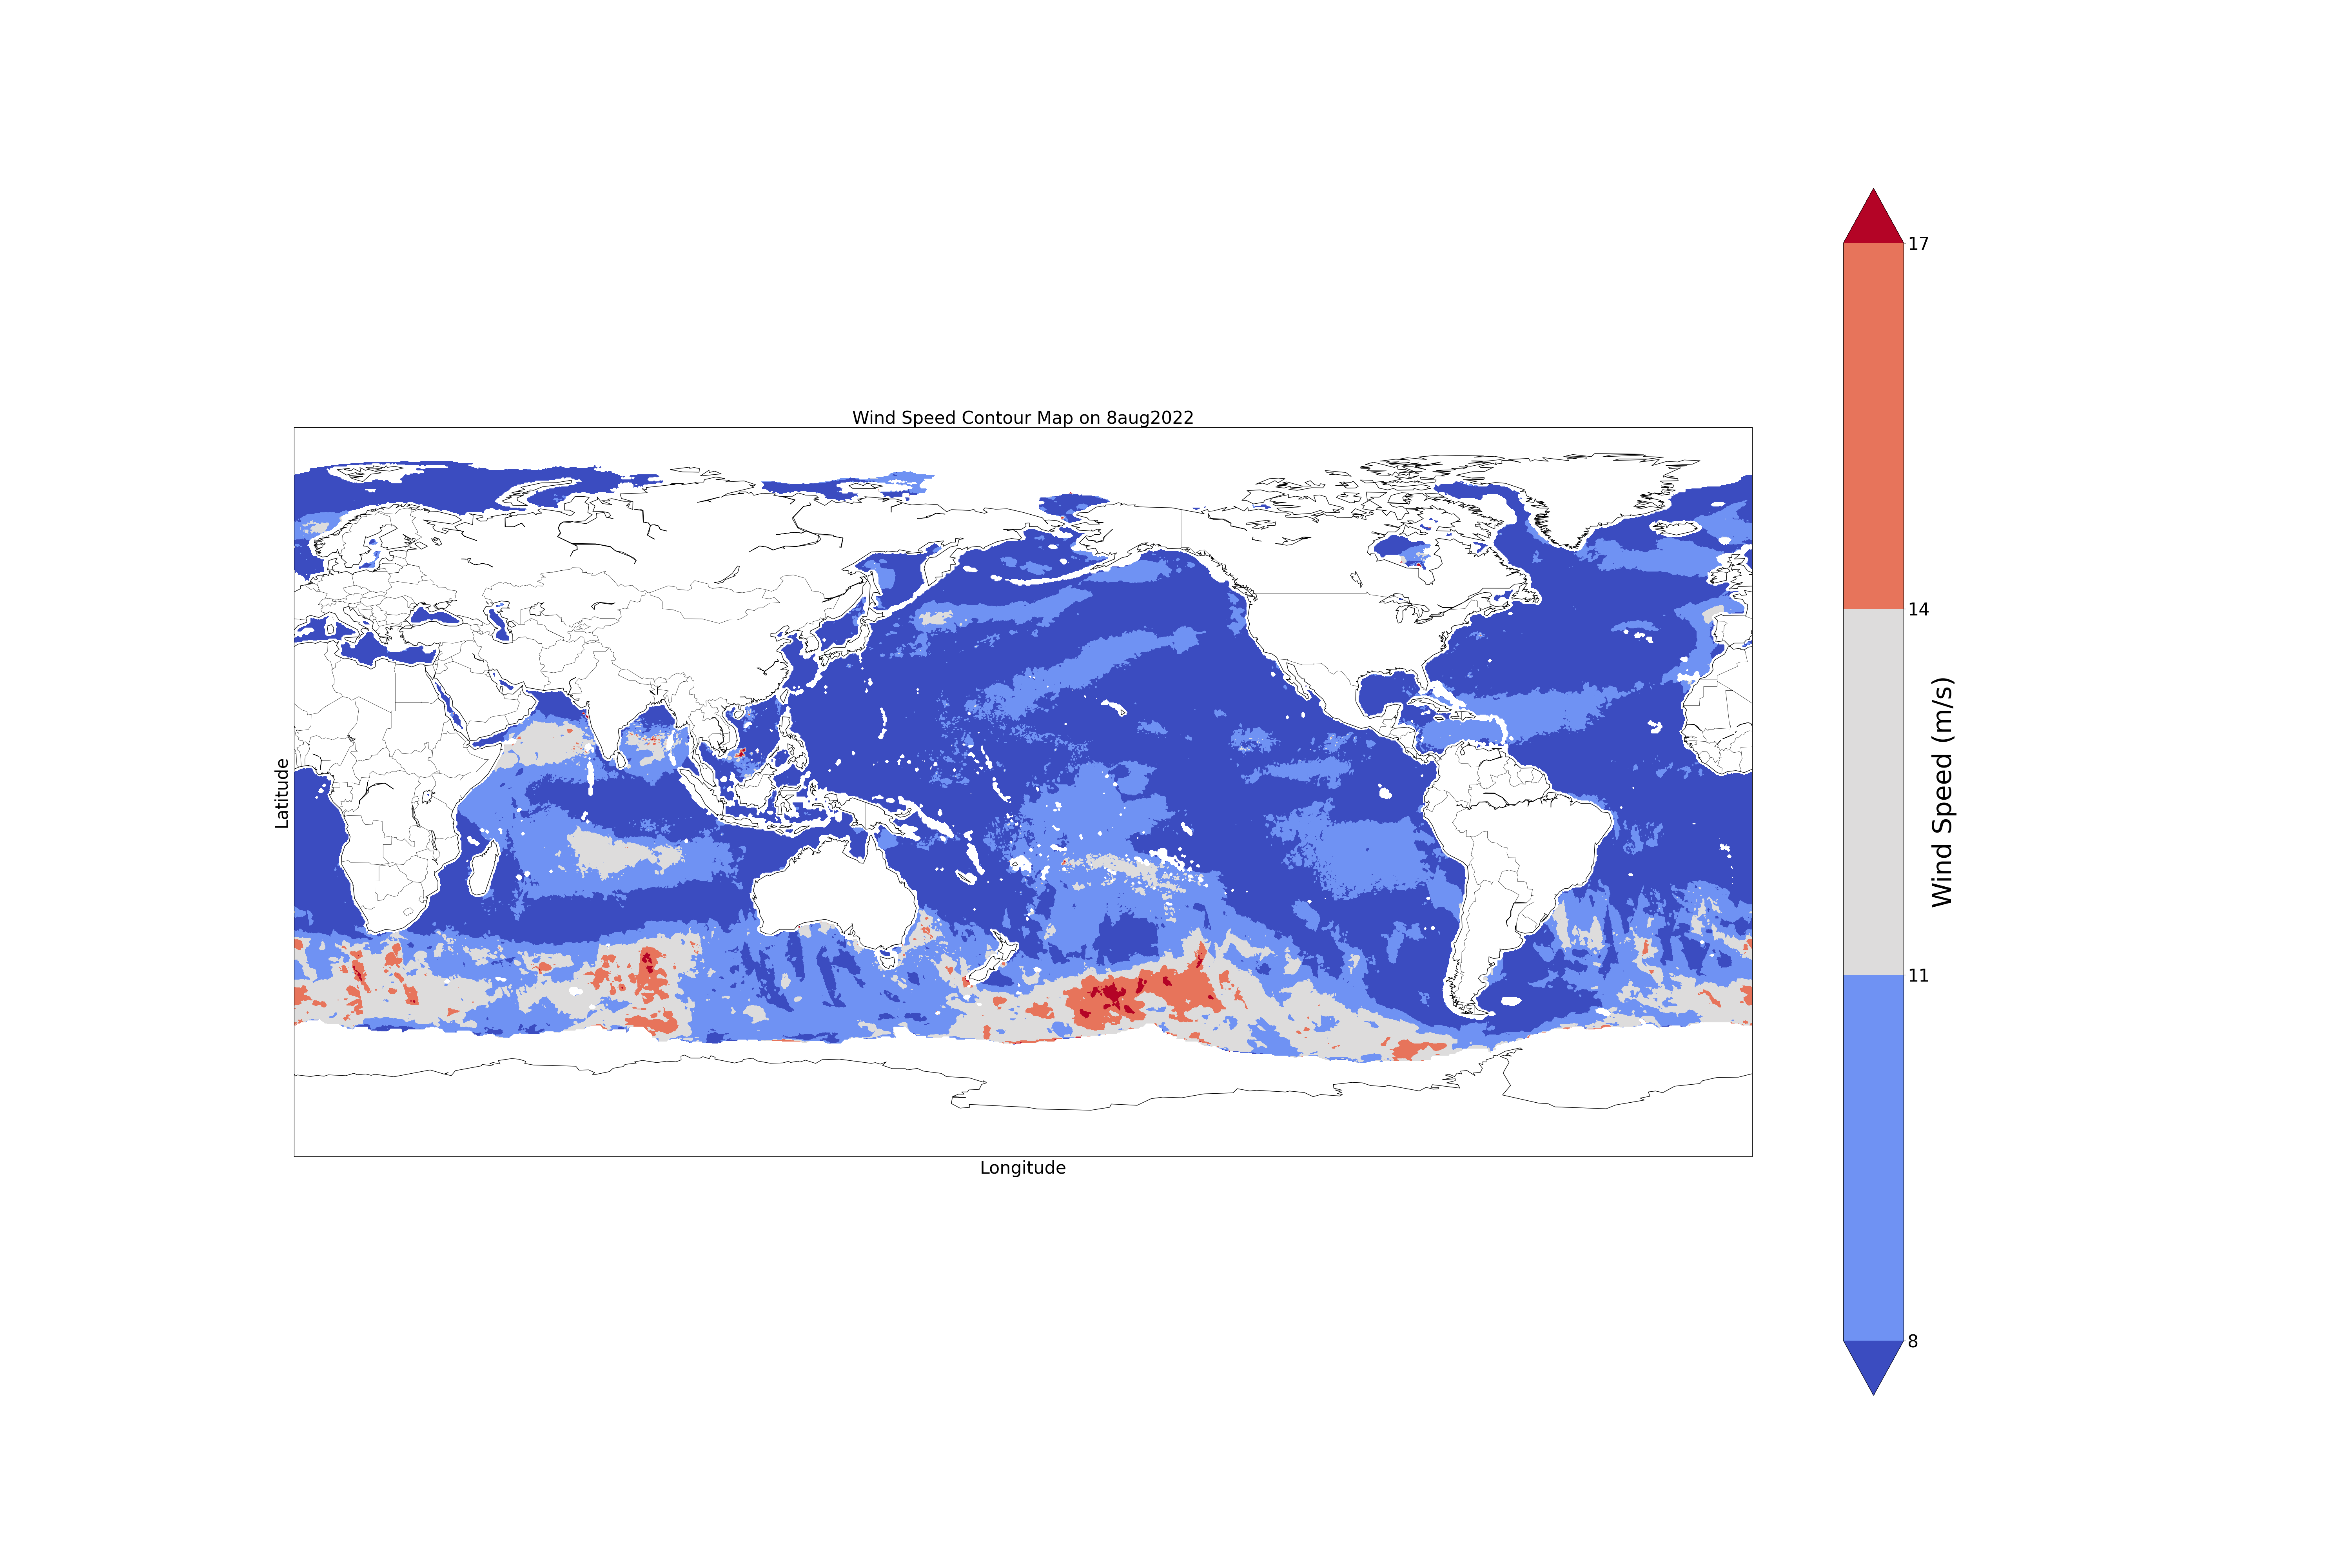 Wind Speed Contour Map on 8aug2022
Latitude
Longitude
17
14
11
8
Wind Speed (m/s)